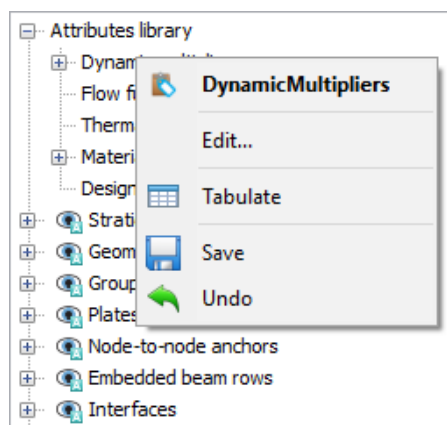 Attributes library
Dynam
Flow f
Therm
Materi
Design
Strati
Geom
Group
Plates
Node-to-node anchors
Embedded beam rows
Interfaces
DynamicMultipliers
Edit...
Tabulate
Save
Undo